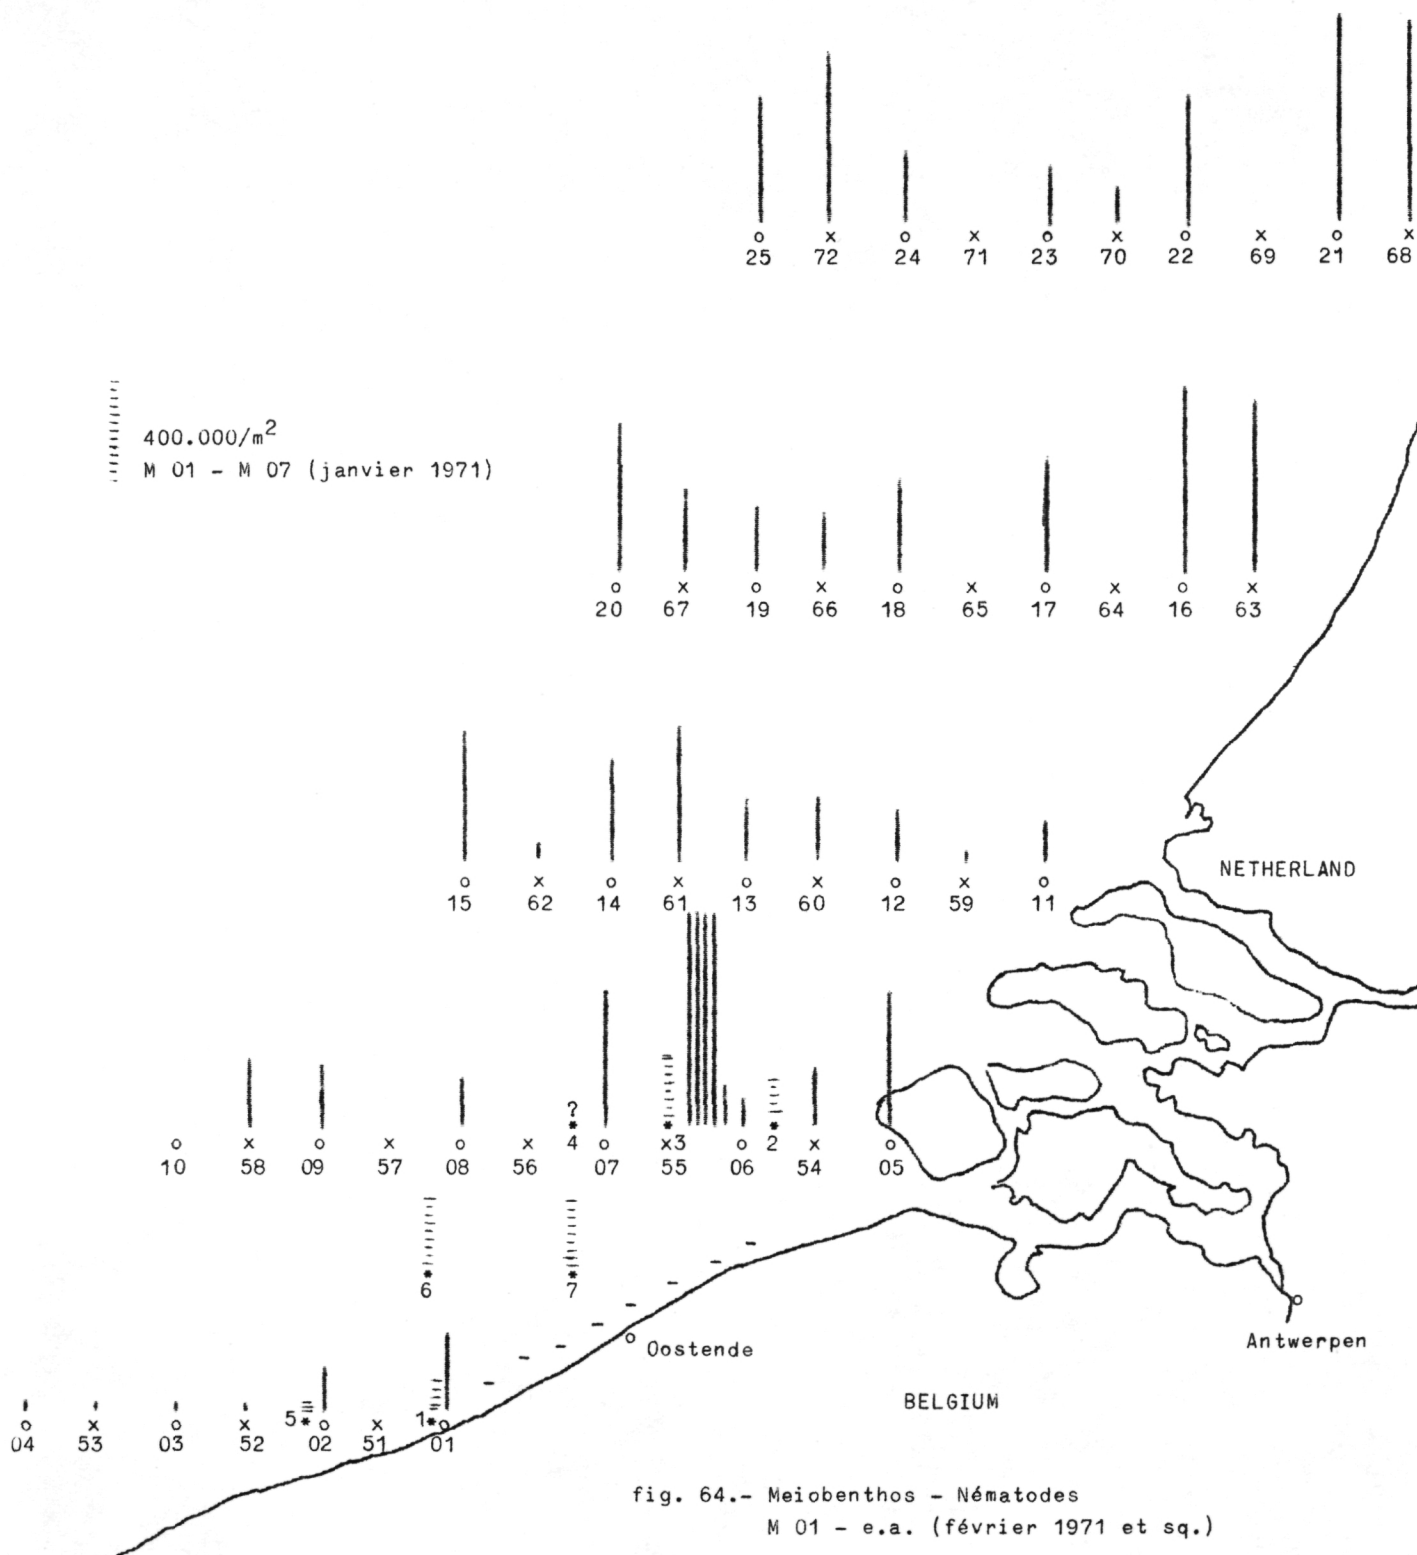 o x o x o x o x o x
25 72 24 71 23 70 22 69 21 68
400.000/m²
M 01 - M 07 (janvier 1971)
o x o x o x o x o x
20 67 19 66 18 65 17 64 16 63
o x o x o x o x o
15 62 14 61 13 60 12 59 11
NETHERLAND
?
* * *
o x o x o x 4 o x3 o 2 x o
10 58 09 57 08 56 07 55 06 54 05
* *
6 7
Oostende
Antwerpen
BELGIUM
o x o x 5 * o x 1 * o
04 53 03 52 02 51 01
fig. 64.- Meiobenthos - Nématodes
M 01 - e.a. (février 1971 et sq.)